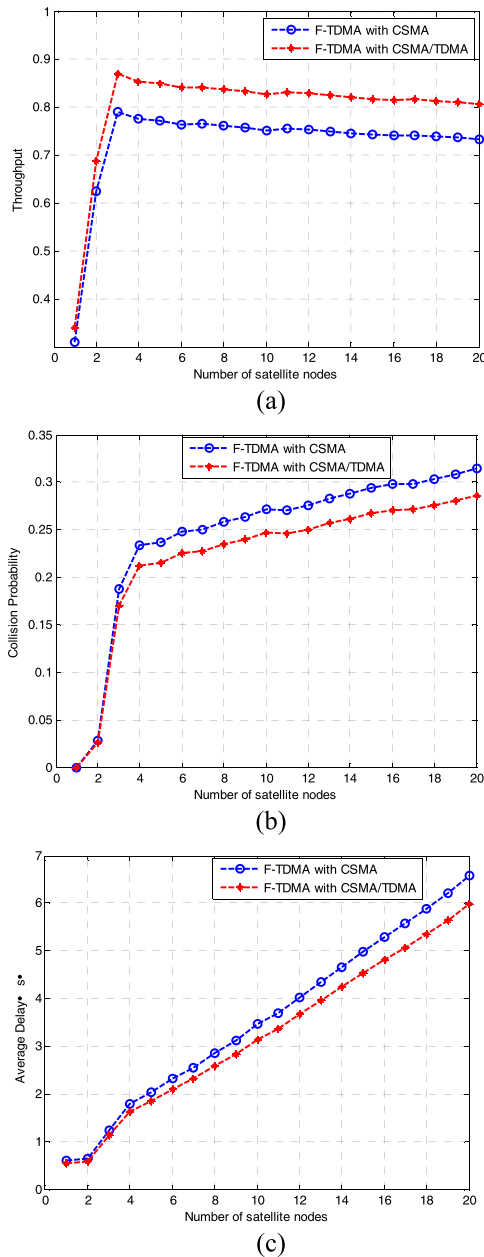 1
F-TDMA with CSMA
F-TDMA with CSMA/TDMA
0.9
0.8
0.7
0.6
0.5
0.4
Throughput
0 2 4 6 8 10 12 14 16 18 20
Number of satellite nodes
(a)
0.35
F-TDMA with CSMA
F-TDMA with CSMA/TDMA
0.3
0.25
0.2
0.15
0.1
0.05
0
Collision Probability
0 2 4 6 8 10 12 14 16 18 20
Number of satellite nodes
(b)
7
F-TDMA with CSMA
F-TDMA with CSMA/TDMA
6
5
4
3
2
1
0
Average Delay• s•
0 2 4 6 8 10 12 14 16 18 20
Number of satellite nodes
(c)